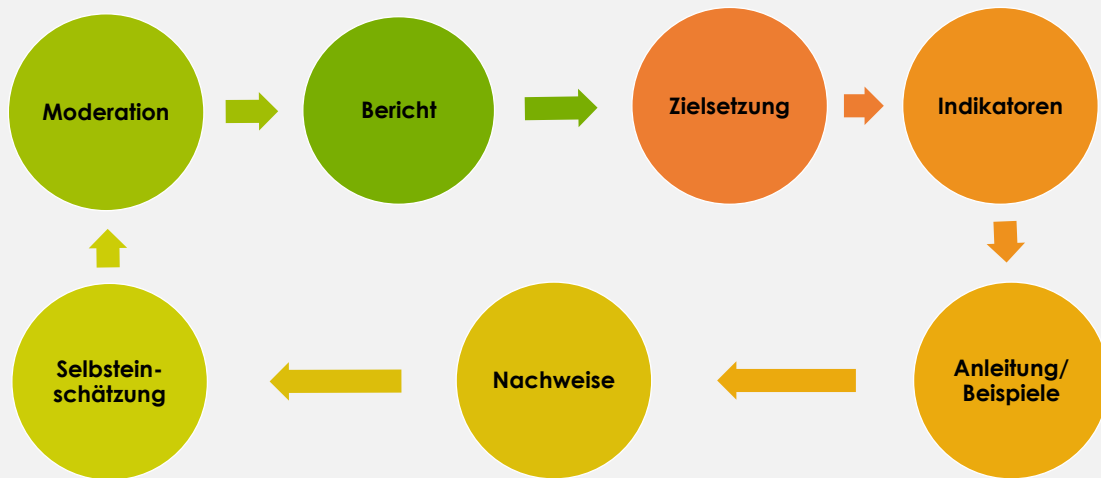 Moderation
Bericht
Zielsetzung
Indikatoren
Selbstein-
schätzung
Nachweise
Anleitung/
Beispiele